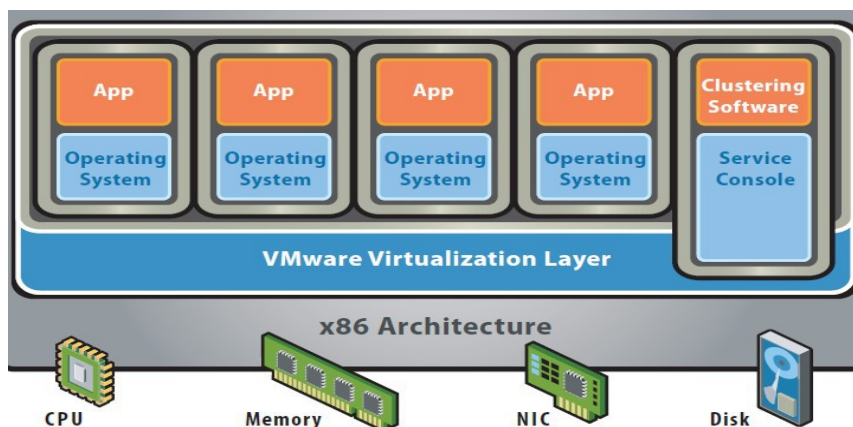 App
App
App
App
Clustering
Software
Operating
System
Operating
System
Operating
System
Operating
System
Service
Console
VMware Virtualization Layer
x86 Architecture
CPU
Memory
NIC
Disk